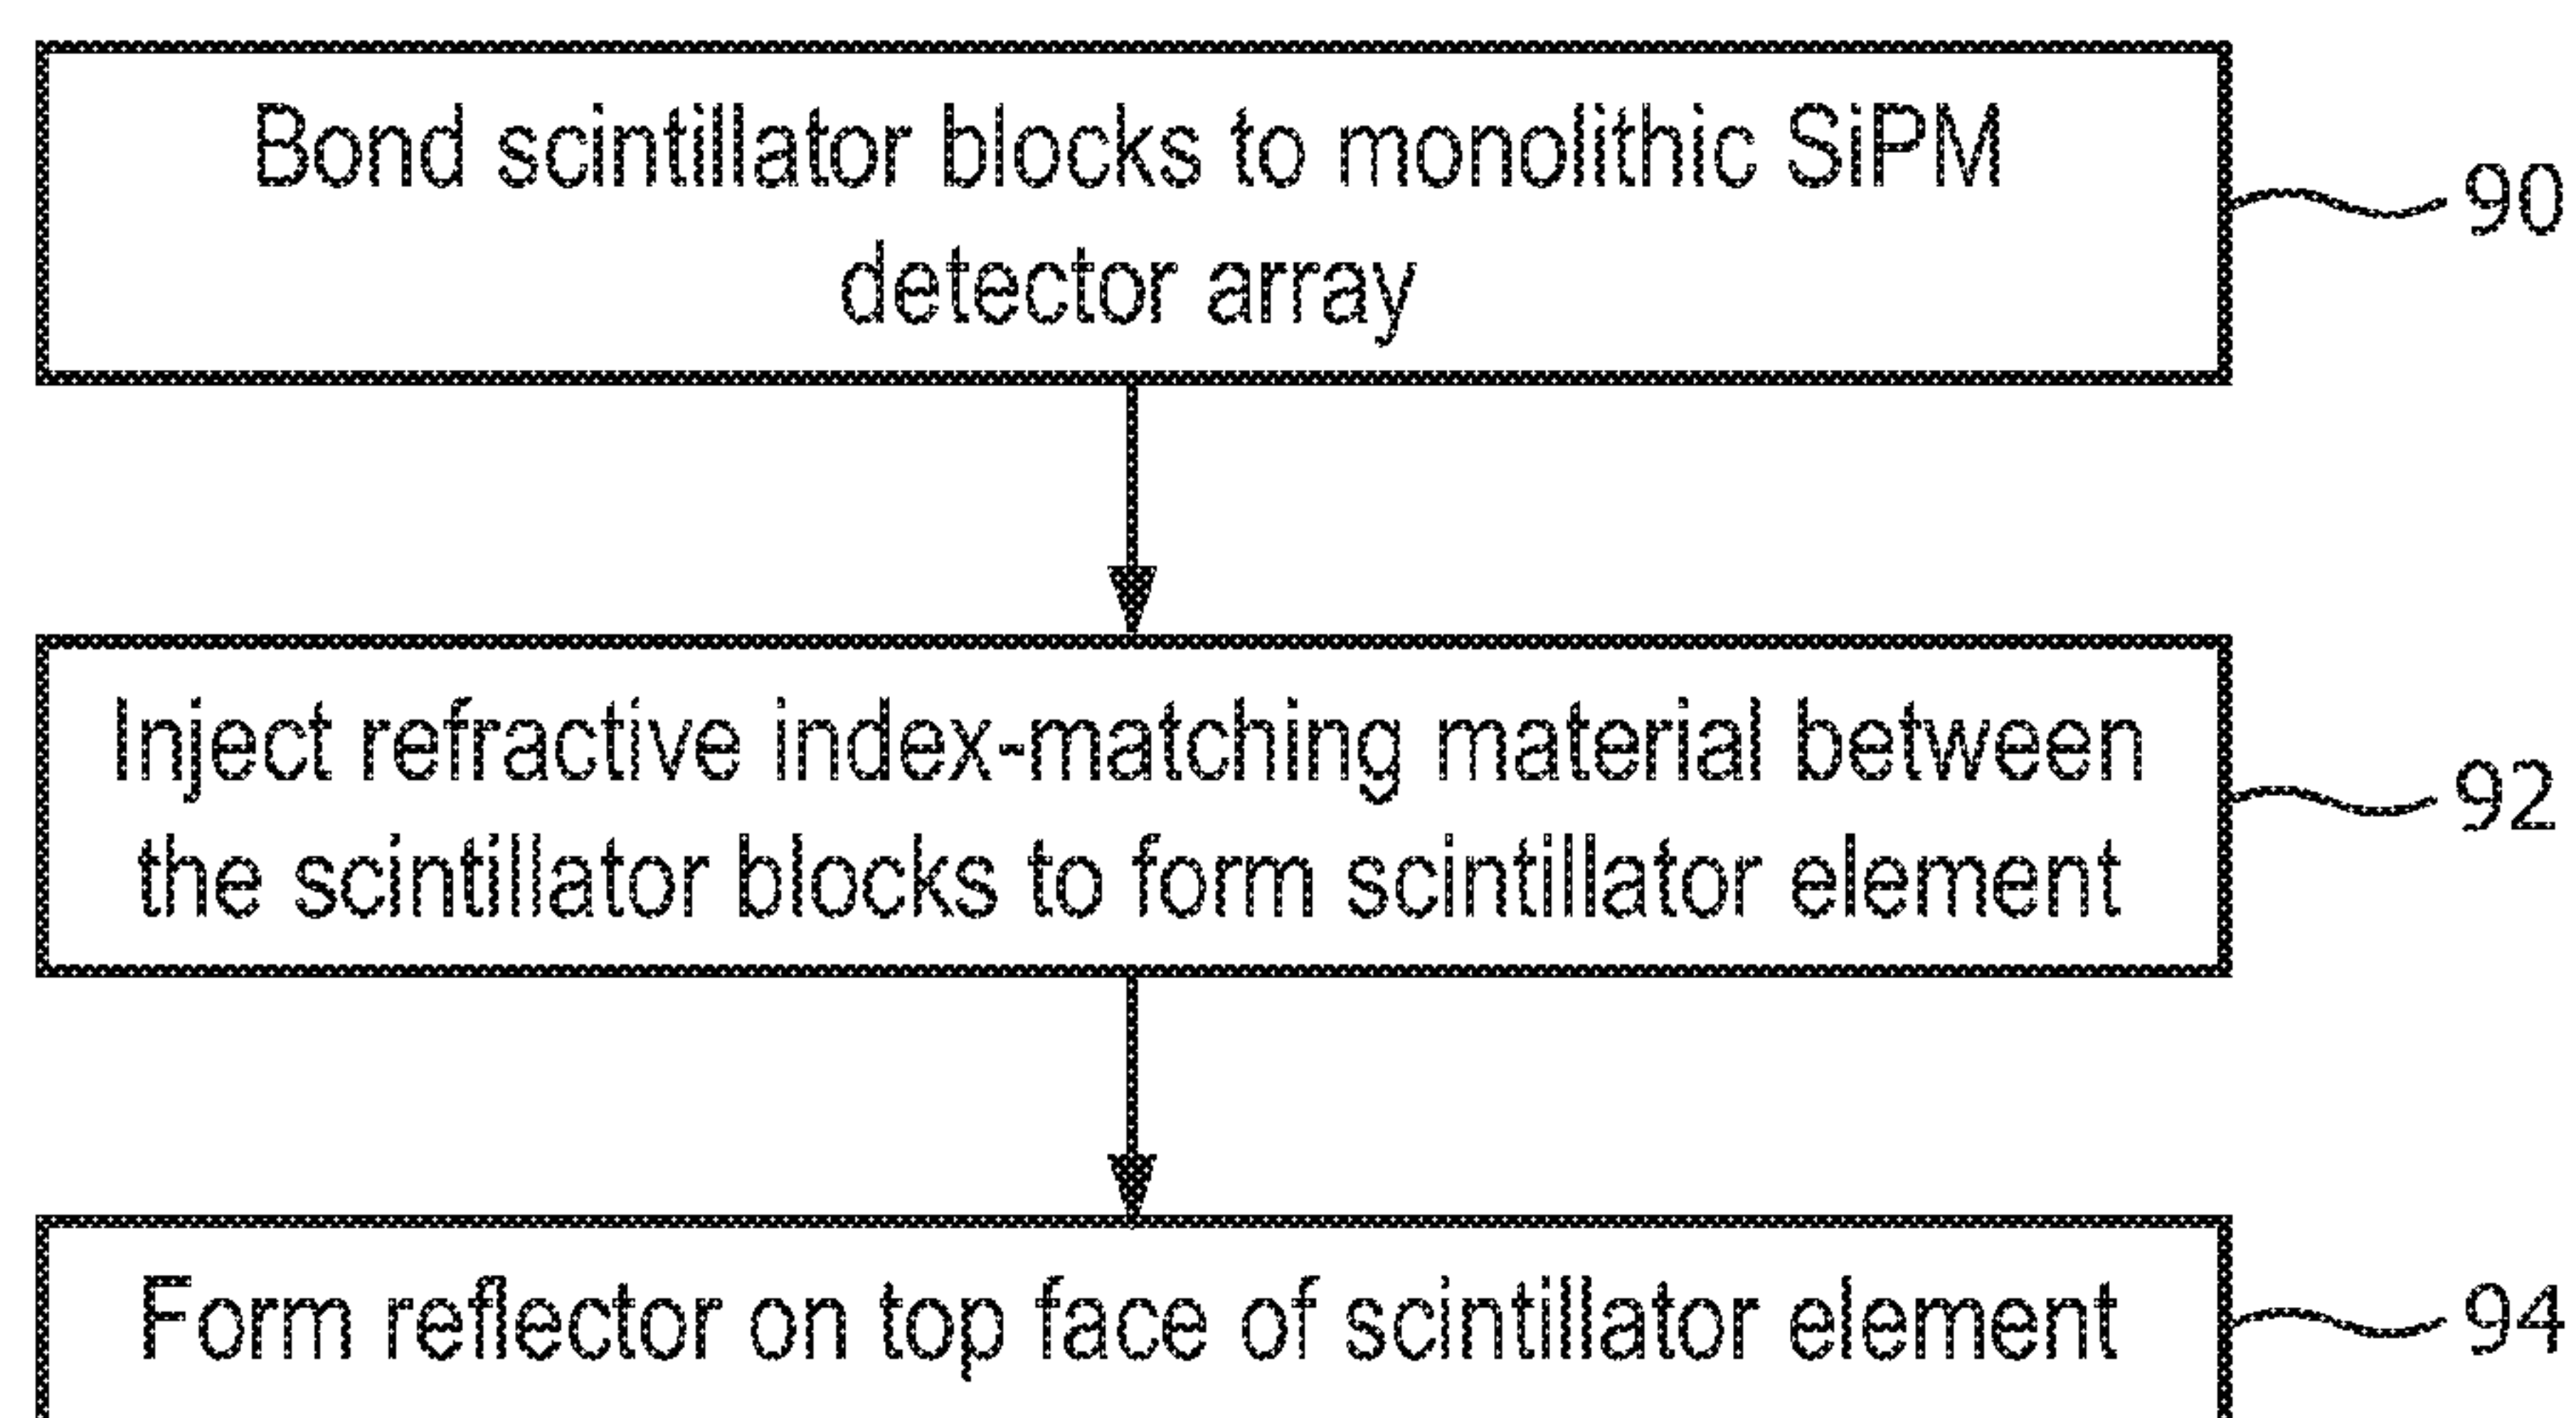 Bond scintillator blocks to monolithic SiPM
detector array
90
Inject refractive index-matching material between
the scintillator blocks to form scintillator element
92
Form reflector on top face of scintillator element
94